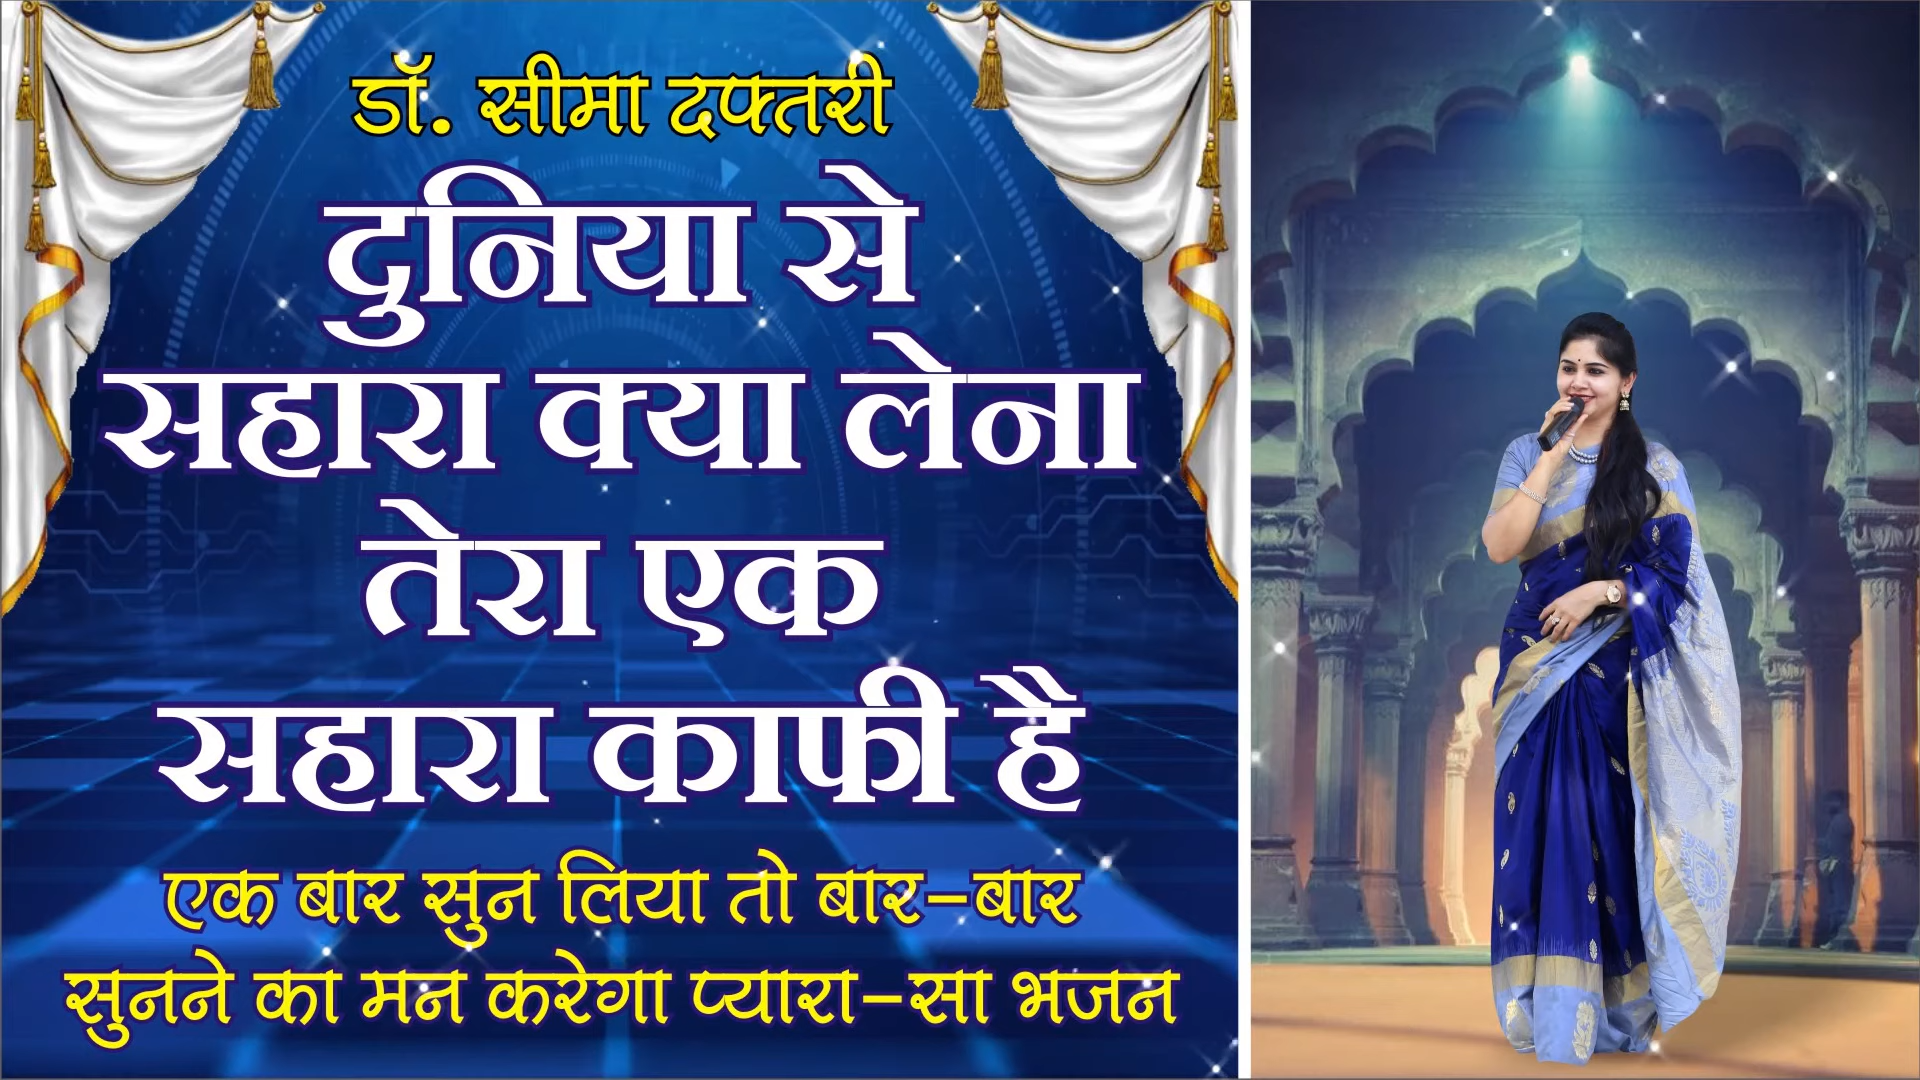 डॉ. सीमा दफ्तरी
दुनिया से
सहारा क्या लेना
तेरा एक
सहारा काफी है
एक बार सुन लिया तो बार-बार
सुनने का मन करेगा प्यारा-सा भजन